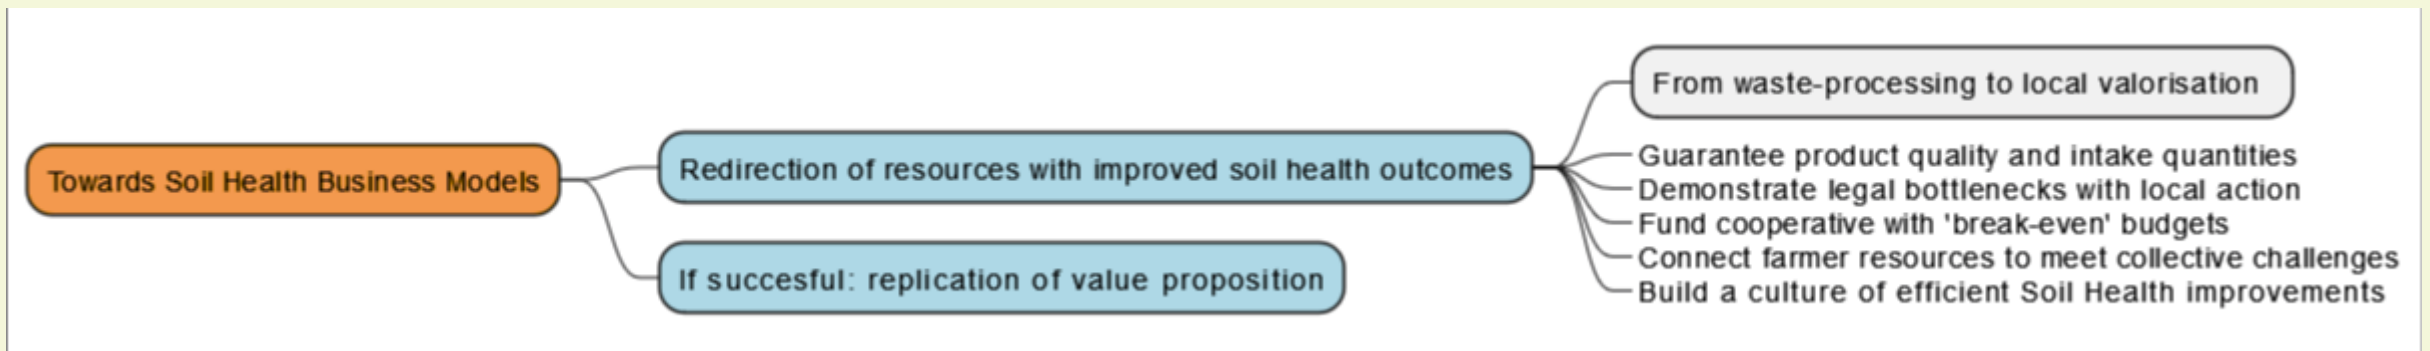 Towards Soil Health Business Models
Redirection of resources with improved soil health outcomes
If succesful: replication of value proposition
From waste-processing to local valorisation
Guarantee product quality and intake quantities
Demonstrate legal bottlenecks with local action
Fund cooperative with 'break-even' budgets
Connect farmer resources to meet collective challenges
Build a culture of efficient Soil Health improvements